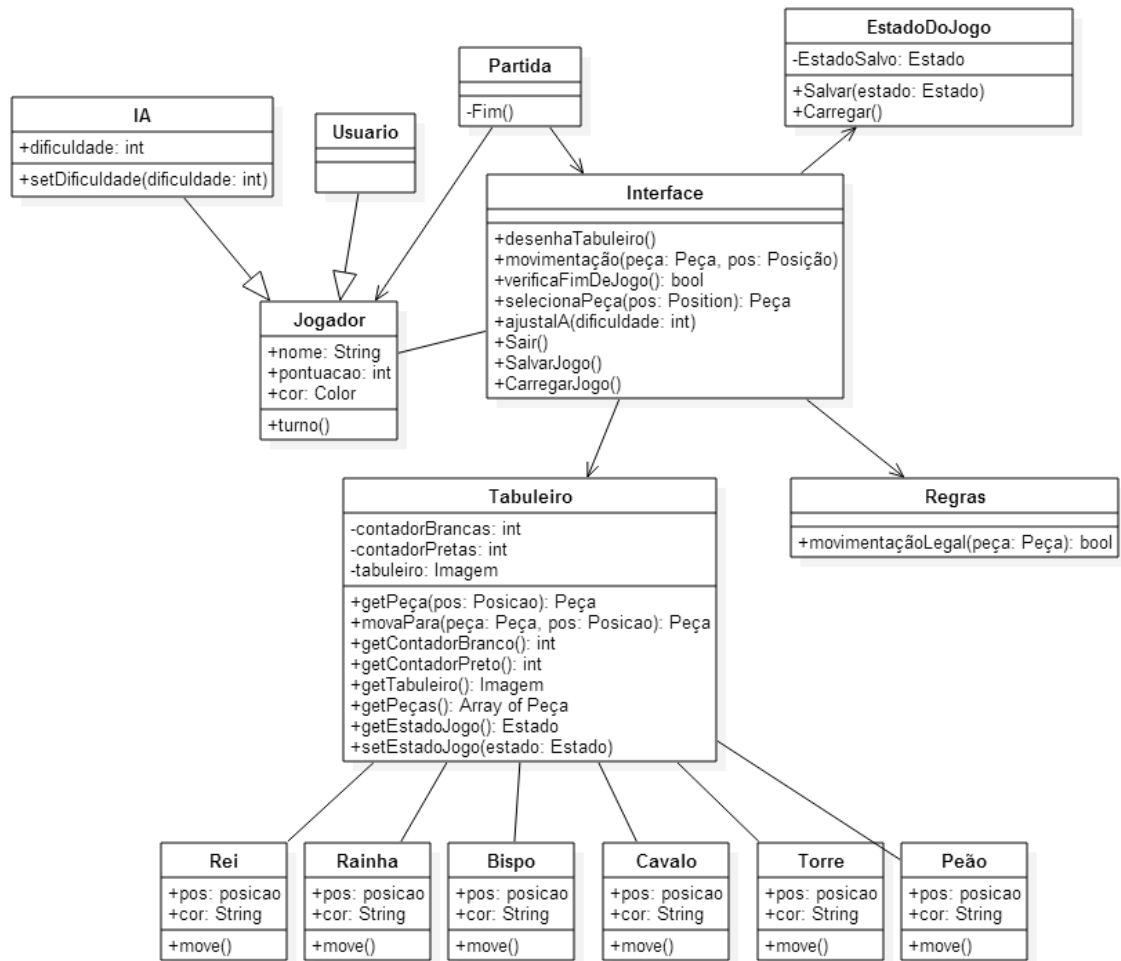 EstadoDoJogo
-EstadoSalvo: Estado
+Salvar(estado: Estado)
+Carregar()
Partida
-Fim()
IA
+dificuldade: int
+setDificuldade(dificuldade: int)
Usuario
Interface
+desenhaTabuleiro()
+movimentação(peça: Peça, pos: Posição)
+verificaFimDeJogo(): bool
+selecionaPeça(pos: Position): Peça
+ajustaIA(dificuldade: int)
+Sair()
+SalvarJogo()
+CarregarJogo()
Jogador
+nome: String
+pontuacao: int
+cor: Color
+turno()
Tabuleiro
-contadorBrancas: int
-contadorPretas: int
-tabuleiro: Imagem
+getPeça(pos: Posicao): Peça
+movaPara(peça: Peça, pos: Posicao): Peça
+getContadorBranco(): int
+getContadorPreto(): int
+getTabuleiro(): Imagem
+getPeças(): Array of Peça
+getEstadoJogo(): Estado
+setEstadoJogo(estado: Estado)
Regras
+movimentaçãoLegal(peça: Peça): bool
Rei
+pos: posicao
+cor: String
+move()
Rainha
+pos: posicao
+cor: String
+move()
Bispo
+pos: posicao
+cor: String
+move()
Cavalo
+pos: posicao
+cor: String
+move()
Torre
+pos: posicao
+cor: String
+move()
Peão
+pos: posicao
+cor: String
+move()